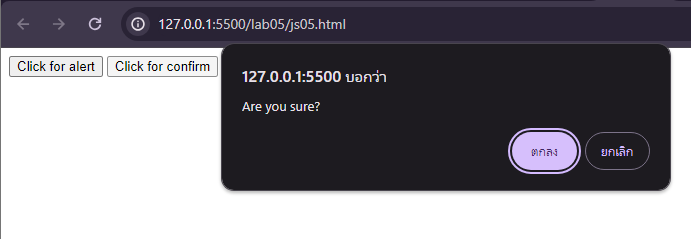 127.0.0.1:5500/lab05/js05.html
Click for alert
Click for confirm
127.0.0.1:5500 บอกว่า
Are you sure?
ตกลง
ยกเลิก